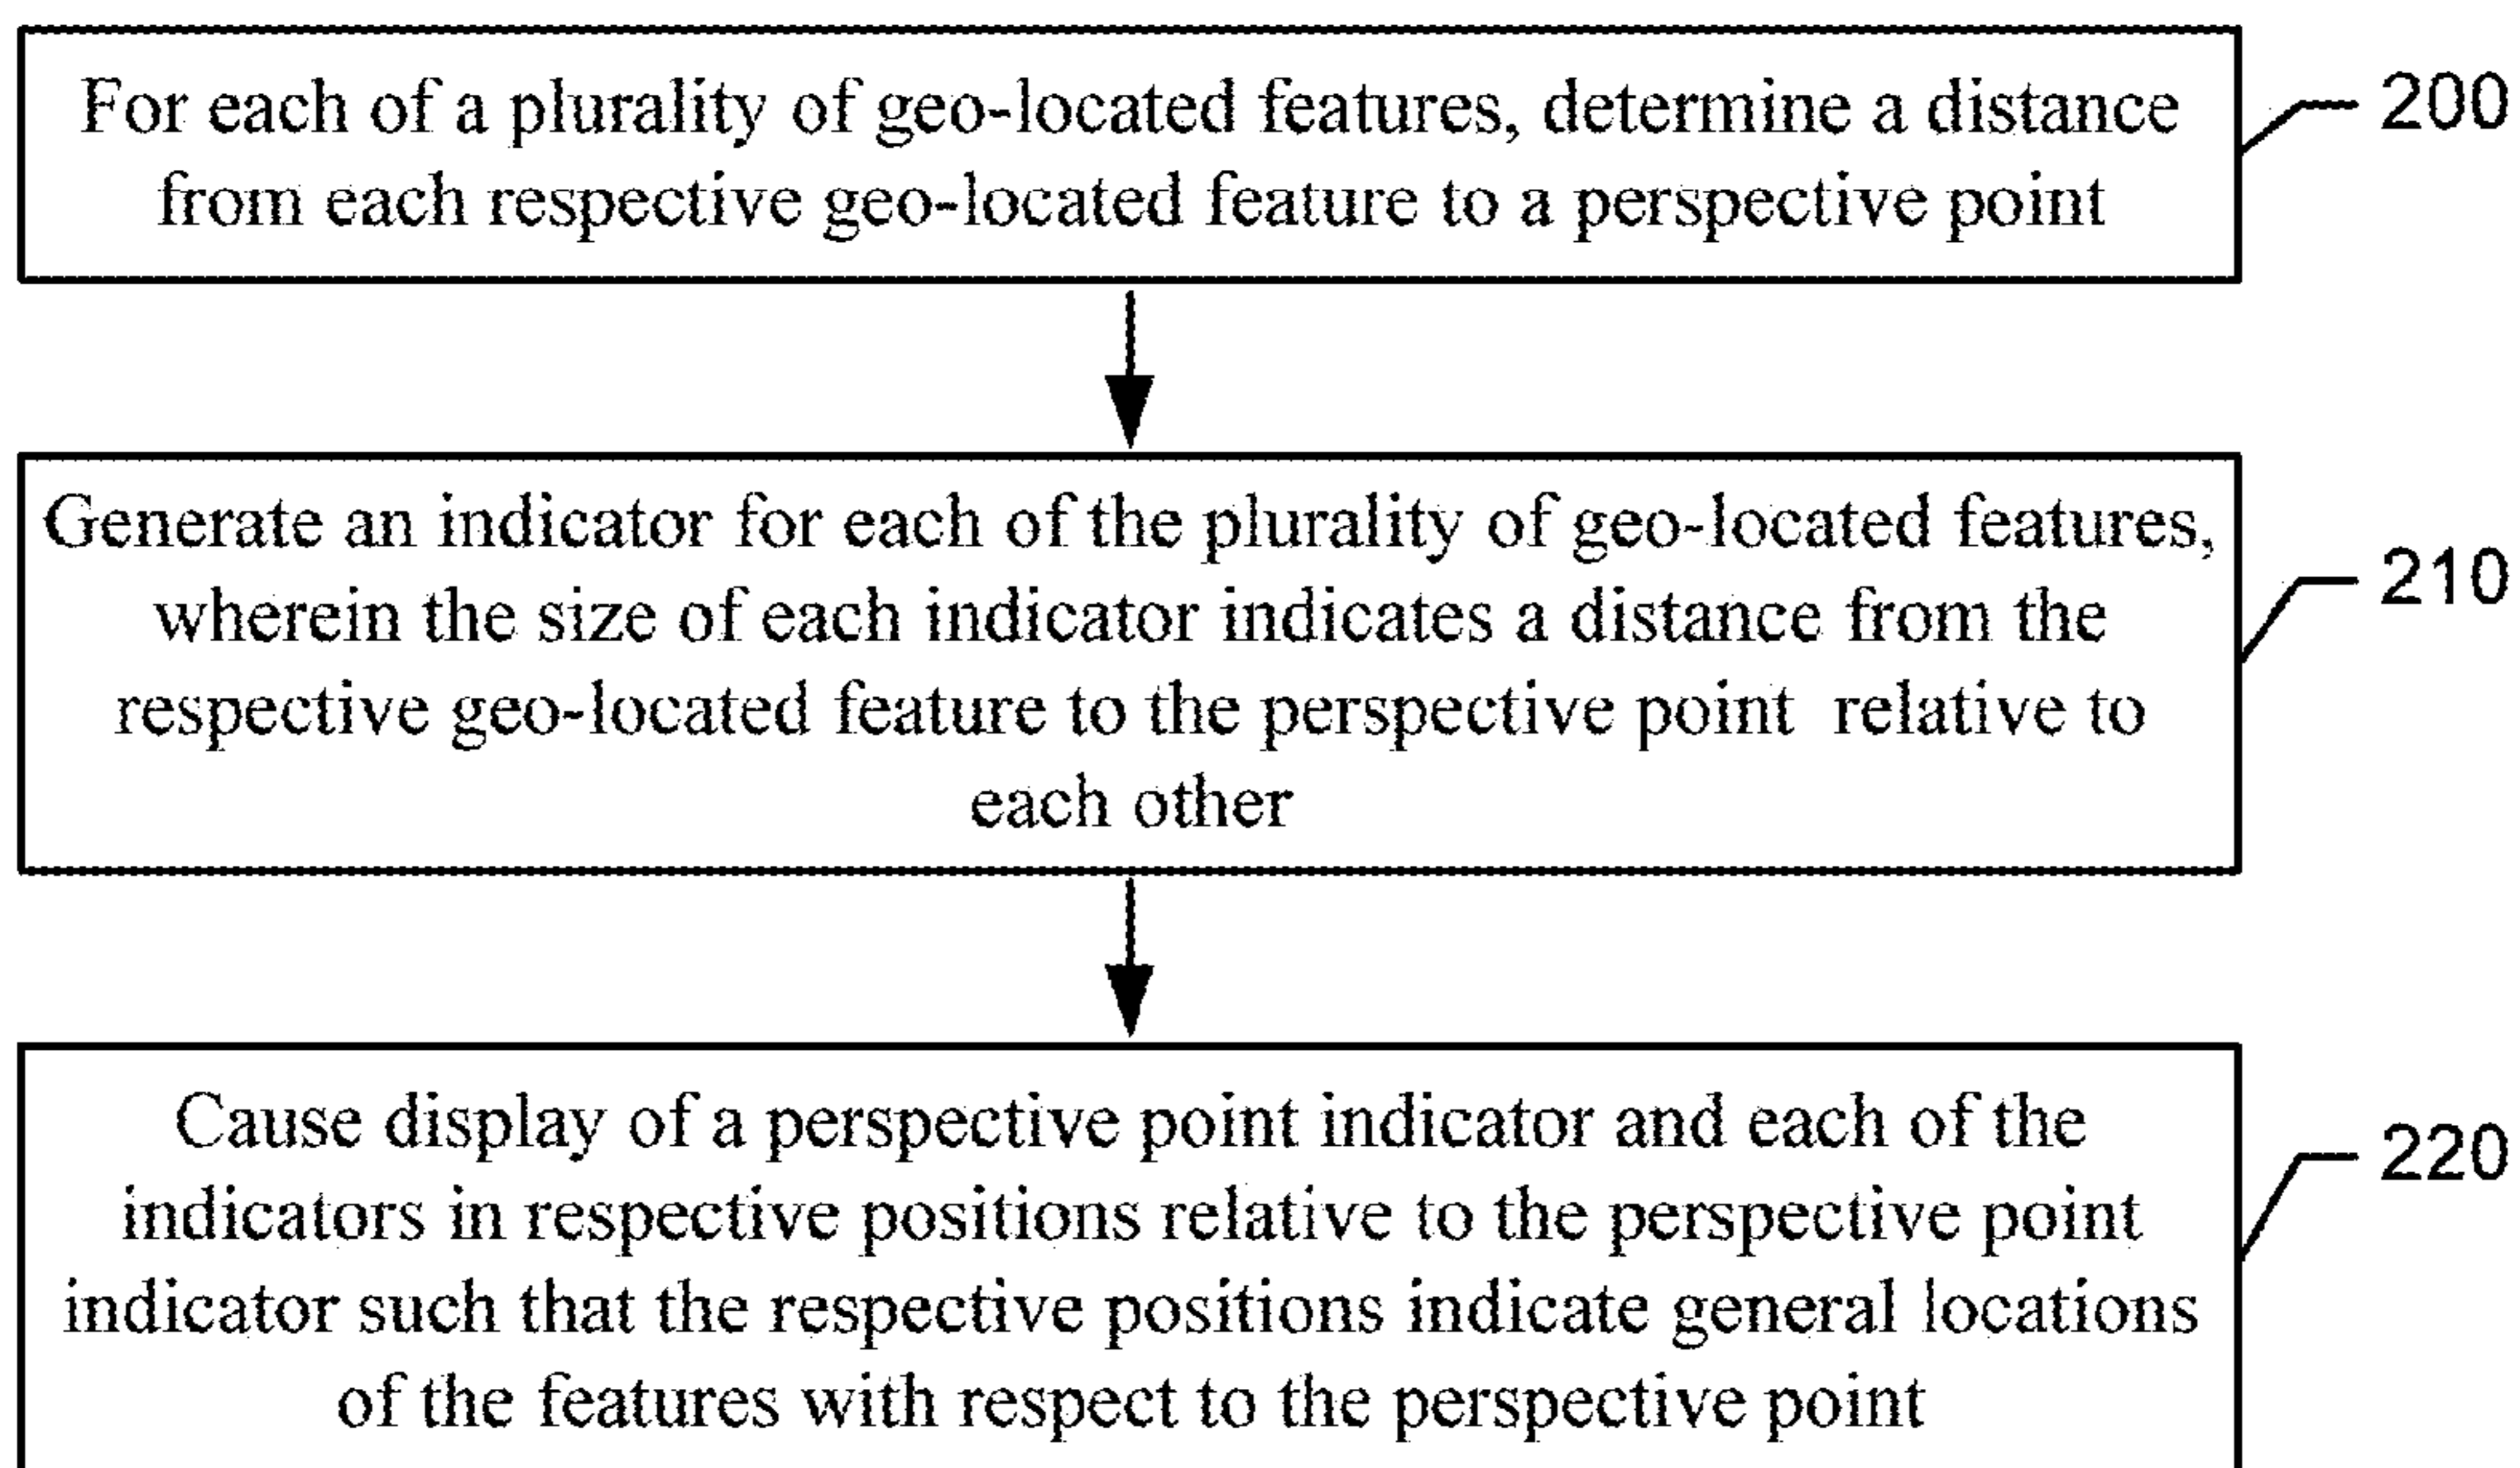 For each of a plurality of geo-located features, determine a distance
from each respective geo-located feature to a perspective point
200
Generate an indicator for each of the plurality of geo-located features,
wherein the size of each indicator indicates a distance from the
respective geo-located feature to the perspective point relative to
each other
210
Cause display of a perspective point indicator and each of the
indicators in respective positions relative to the perspective point
indicator such that the respective positions indicate general locations
of the features with respect to the perspective point
220